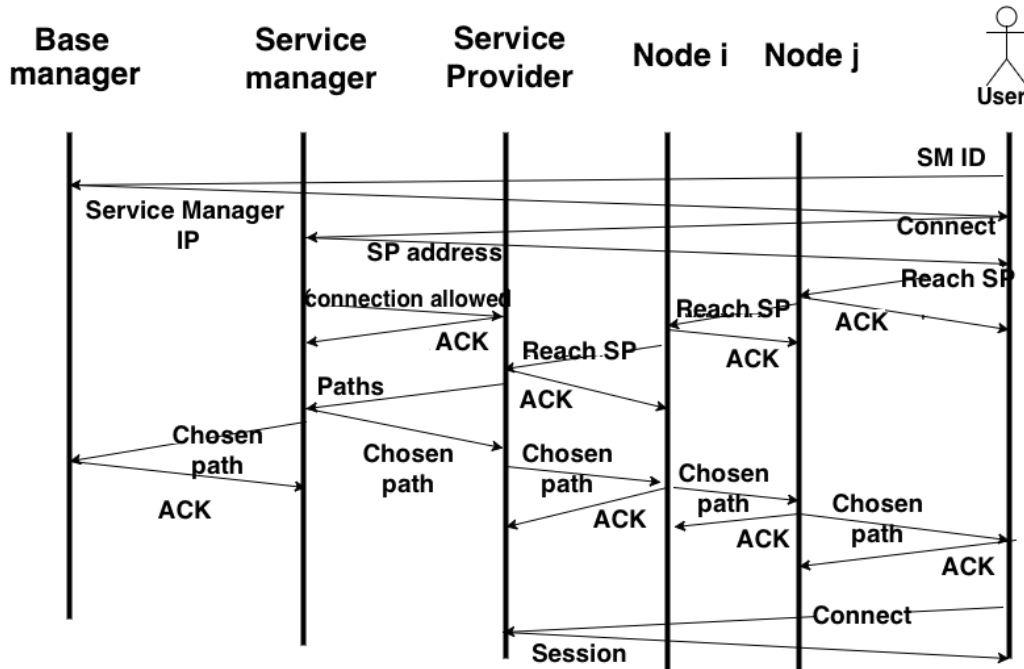 Base
manager
Service
manager
Service
Provider
Node i
Node j
User
SM ID
Service Manager
IP
Connect
SP address
Reach SP
connection allowed
Reach SP
ACK
ACK
Reach SP
ACK
Paths
ACK
Chosen
path
Chosen
path
Chosen
path
Chosen
path
Chosen
path
ACK
ACK
ACK
ACK
Connect
Session